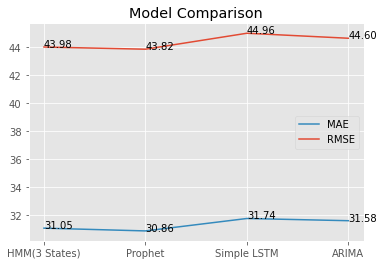 Model Comparison
44
42
40
38
36
34
32
43.98
43.82
44.96
44.60
MAE
RMSE
31.05
30.86
31.74
31.58
HMM(3 States)
Prophet
Simple LSTM
ARIMA